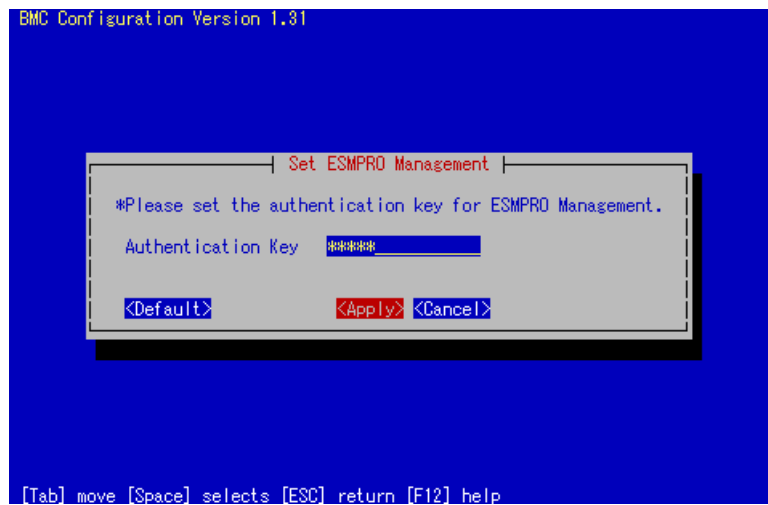 BMC Configuration Version 1.31
Set ESMPRO Management
*Please set the authentication key for ESMPRO Management.
Authentication Key *****
<Default> <Apply> <Cancel>
[Tab] move [Space] selects [ESC] return [F12] help